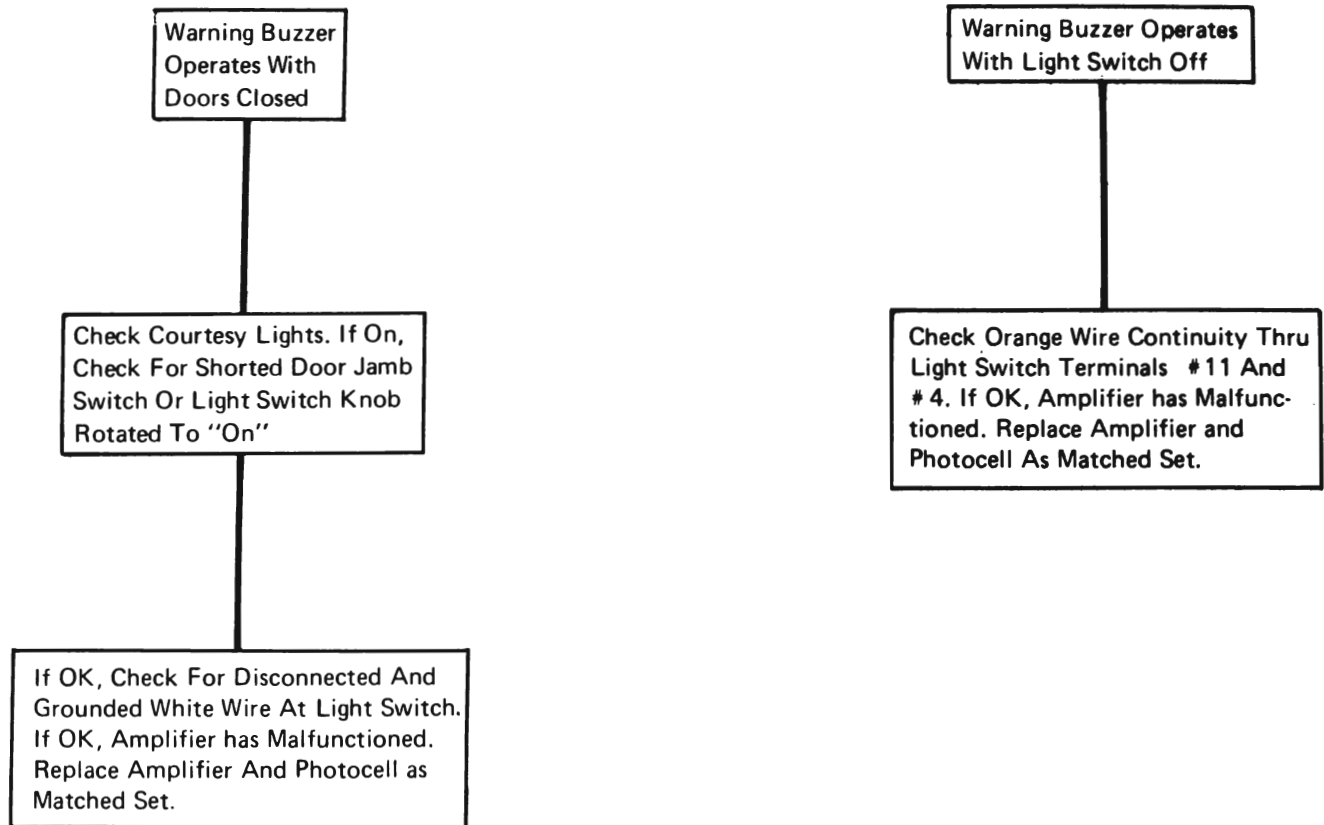 Warning Buzzer
Operates With
Doors Closed
Check Courtesy Lights. If On,
Check For Shorted Door Jamb
Switch Or Light Switch Knob
Rotated To "On"
If OK, Check For Disconnected And
Grounded White Wire At Light Switch.
If OK, Amplifier has Malfunctioned.
Replace Amplifier And Photocell as
Matched Set.
Warning Buzzer Operates
With Light Switch Off
Check Orange Wire Continuity Thru
Light Switch Terminals #11 And
#4. If OK, Amplifier has Malfunc-
tioned. Replace Amplifier and
Photocell As Matched Set.